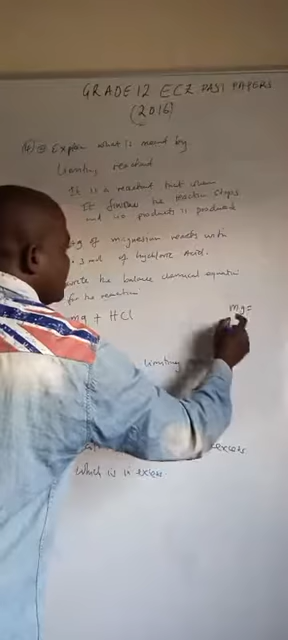 GRADE 12 ECZ PAST PAPERS
(2016)
Explain what is meant by
Limiting reactant
It is a reactant that when
It finishes the reaction stops
and no products is produced
g of magnesium reacts with
mol of hydrochloric Acid.
write the balance chemical equation
for the reaction
Mg + HCl
Mg =
limiting
excess
which is in excess